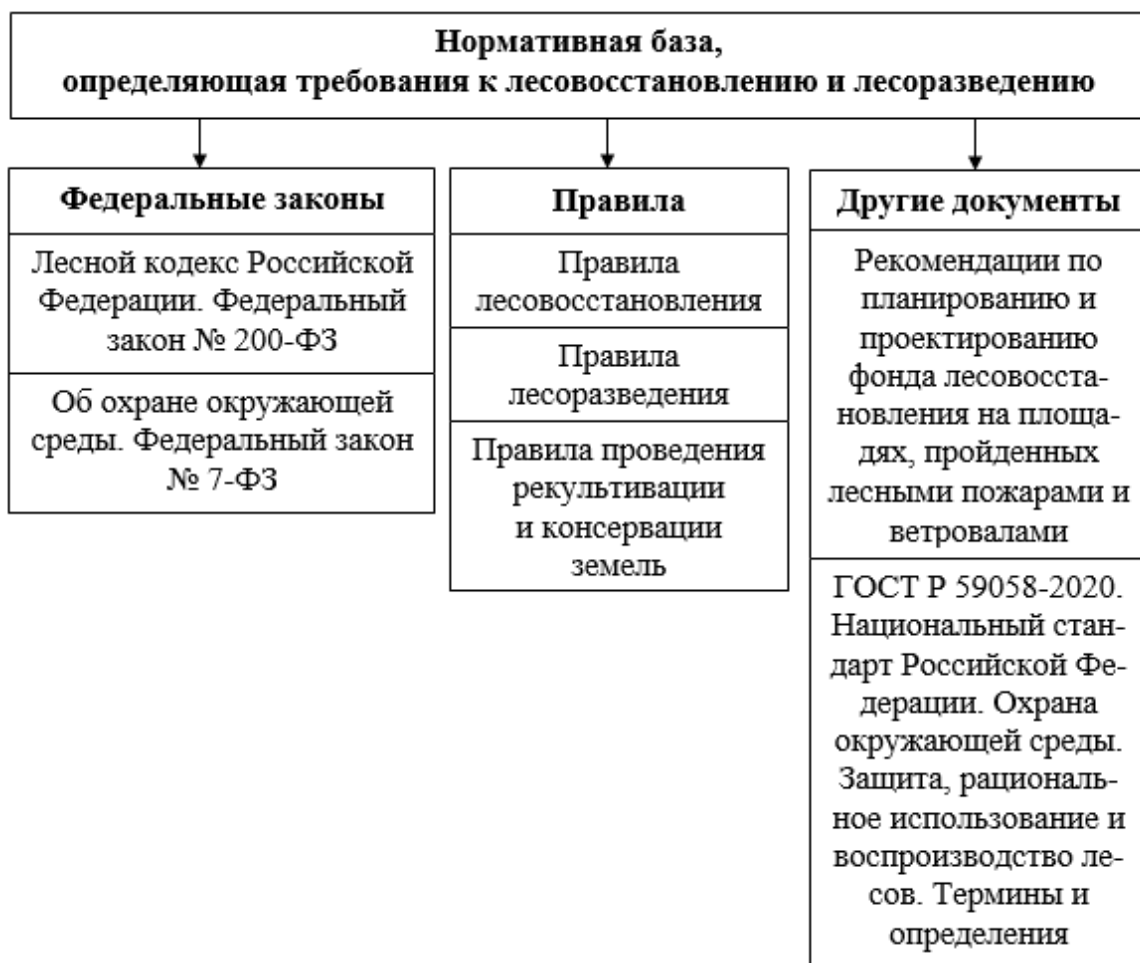 Нормативная база,
определяющая требования к лесовосстановлению и лесоразведению
Федеральные законы
Лесной кодекс Российской
Федерации. Федеральный
закон № 200-ФЗ
Об охране окружающей
среды. Федеральный закон
№ 7-ФЗ
Правила
Правила
лесовосстановления
Правила
лесоразведения
Правила проведения
рекультивации
и консервации
земель
Другие документы
Рекомендации по
планированию и
проектированию
фонда лесовосста-
новления на площа-
дях, пройденных
лесными пожарами и
ветровалами
ГОСТ Р 59058-2020.
Национальный стан-
дарт Российской Фе-
дерации. Охрана
окружающей среды.
Защита, рациональ-
ное использование и
воспроизводство ле-
сов. Термины и
определения